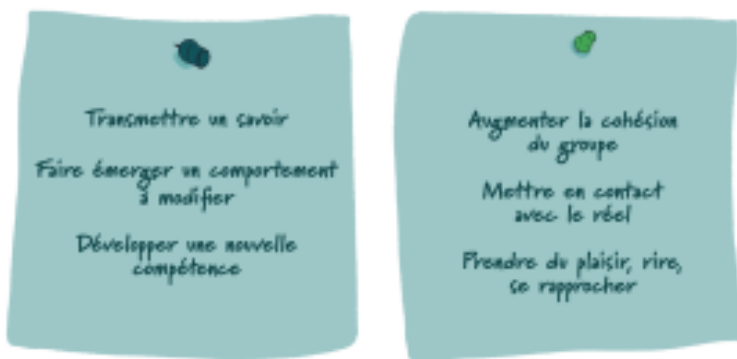 Transmettre un savoir
Faire émerger un comportement
à modifier
Développer une nouvelle
compétence
Augmenter la cohésion
du groupe
Mettre en contact
avec le réel
Prendre du plaisir, rire,
se rapprocher